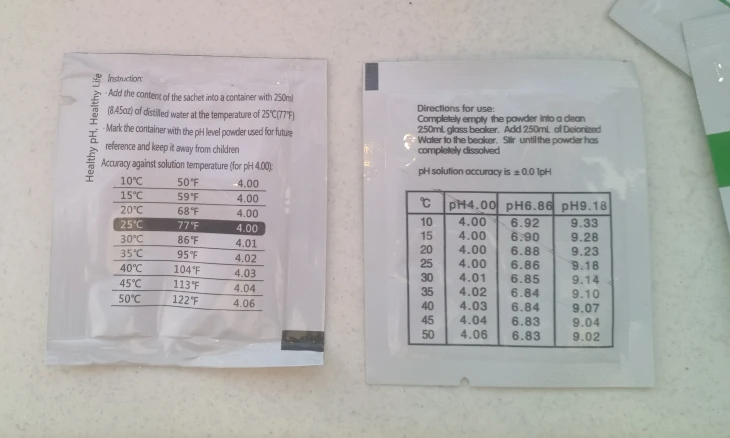 Healthy pH, Healthy Life
Instruction:
· Add the content of the sachet into a container with 250ml
(8.45oz) of distilled water at the temperature of 25℃(77℉)
· Mark the container with the pH level powder used for future
reference and keep it away from children
Accuracy against solution temperature (for pH 4.00):
10℃ 50℉ 4.00
15℃ 59℉ 4.00
20℃ 68℉ 4.00
25℃ 77℉ 4.00
30℃ 86℉ 4.01
35℃ 95℉ 4.02
40℃ 104℉ 4.03
45℃ 113℉ 4.04
50℃ 122℉ 4.06
Directions for use:
Completely empty the powder into a clean
250mL glass beaker. Add 250mL of Deionized
Water to the beaker. Stir until the powder has
completely dissolved
pH solution accuracy is ±0.0 1pH
℃ pH4.00 pH6.86 pH9.18
10 4.00 6.92 9.33
15 4.00 6.90 9.28
20 4.00 6.88 9.23
25 4.00 6.86 9.18
30 4.01 6.85 9.14
35 4.02 6.84 9.10
40 4.03 6.84 9.07
45 4.04 6.83 9.04
50 4.06 6.83 9.02